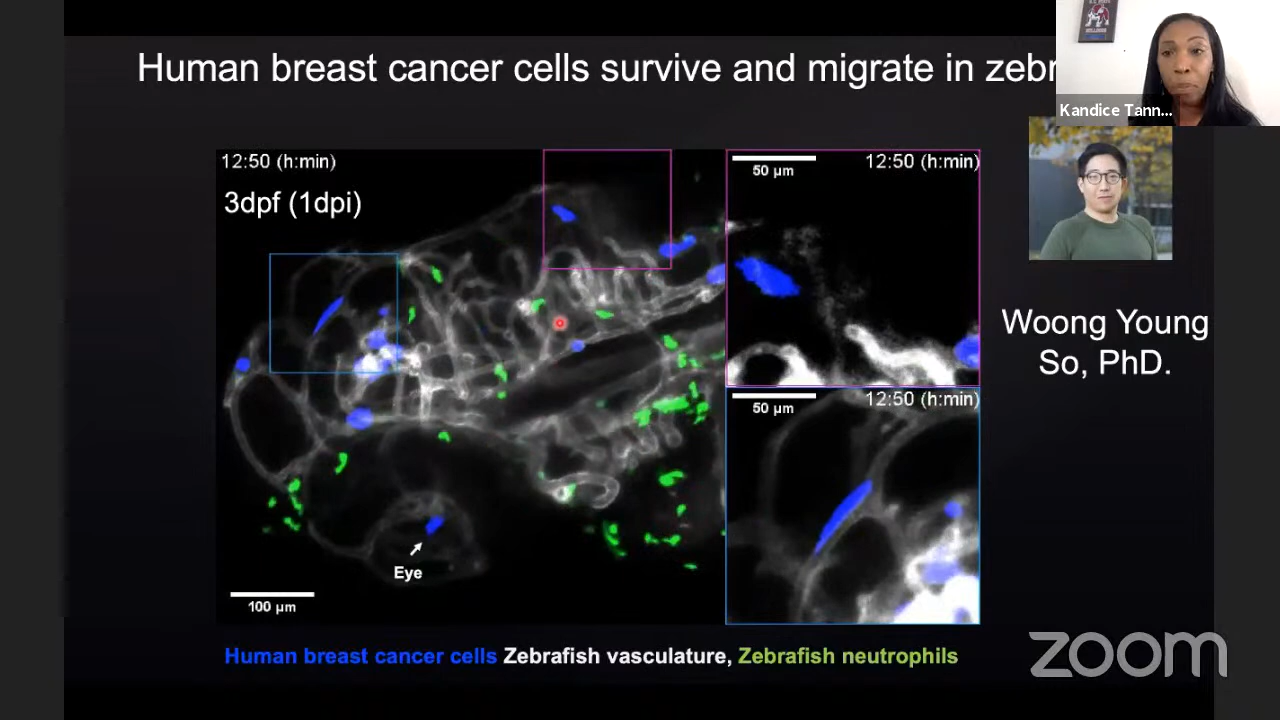 Human breast cancer cells survive and migrate in zebr
Kandice Tann...
12:50 (h:min)
3dpf (1dpi)
50 µm
12:50 (h:min)
50 µm
12:50 (h:min)
Woong Young
So, PhD.
Eye
100 µm
Human breast cancer cells Zebrafish vasculature, Zebrafish neutrophils
zoom